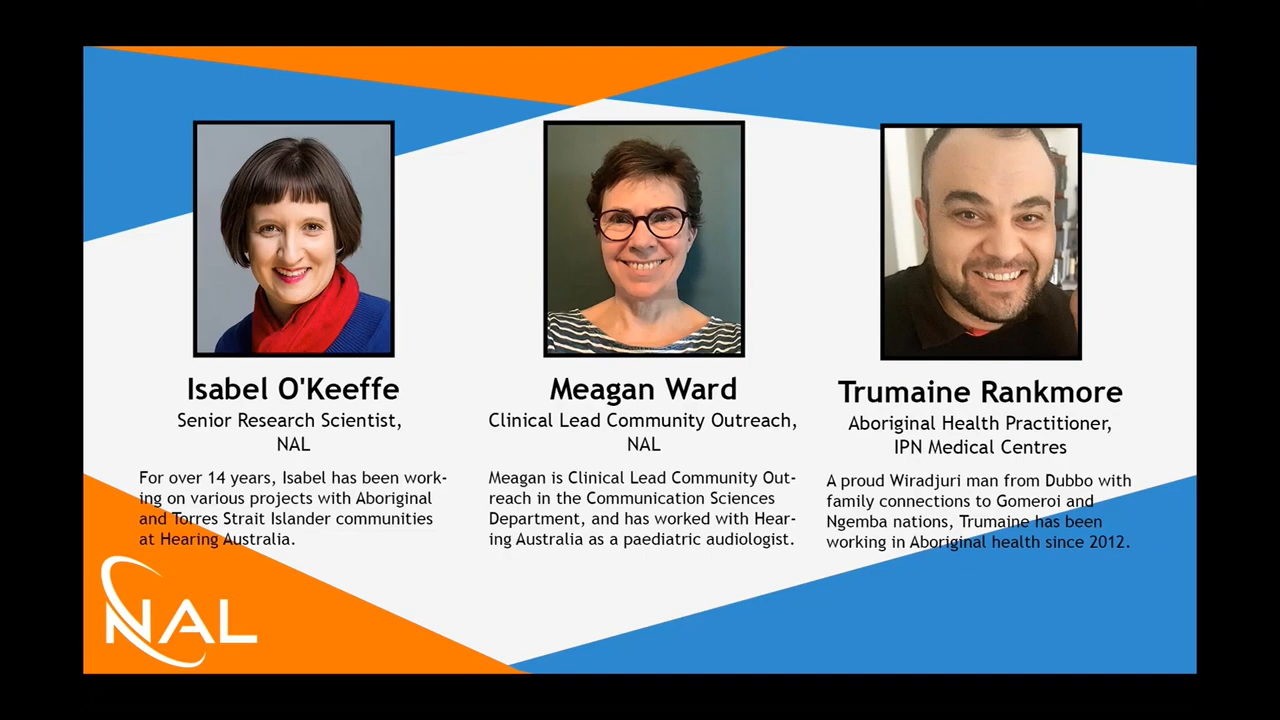 Isabel O'Keeffe
Senior Research Scientist,
NAL
For over 14 years, Isabel has been work-
ing on various projects with Aboriginal
and Torres Strait Islander communities
at Hearing Australia.
Meagan Ward
Clinical Lead Community Outreach,
NAL
Meagan is Clinical Lead Community Out-
reach in the Communication Sciences
Department, and has worked with Hear-
ing Australia as a paediatric audiologist.
Trumaine Rankmore
Aboriginal Health Practitioner,
IPN Medical Centres
A proud Wiradjuri man from Dubbo with
family connections to Gomeroi and
Ngemba nations, Trumaine has been
working in Aboriginal health since 2012.
NAL